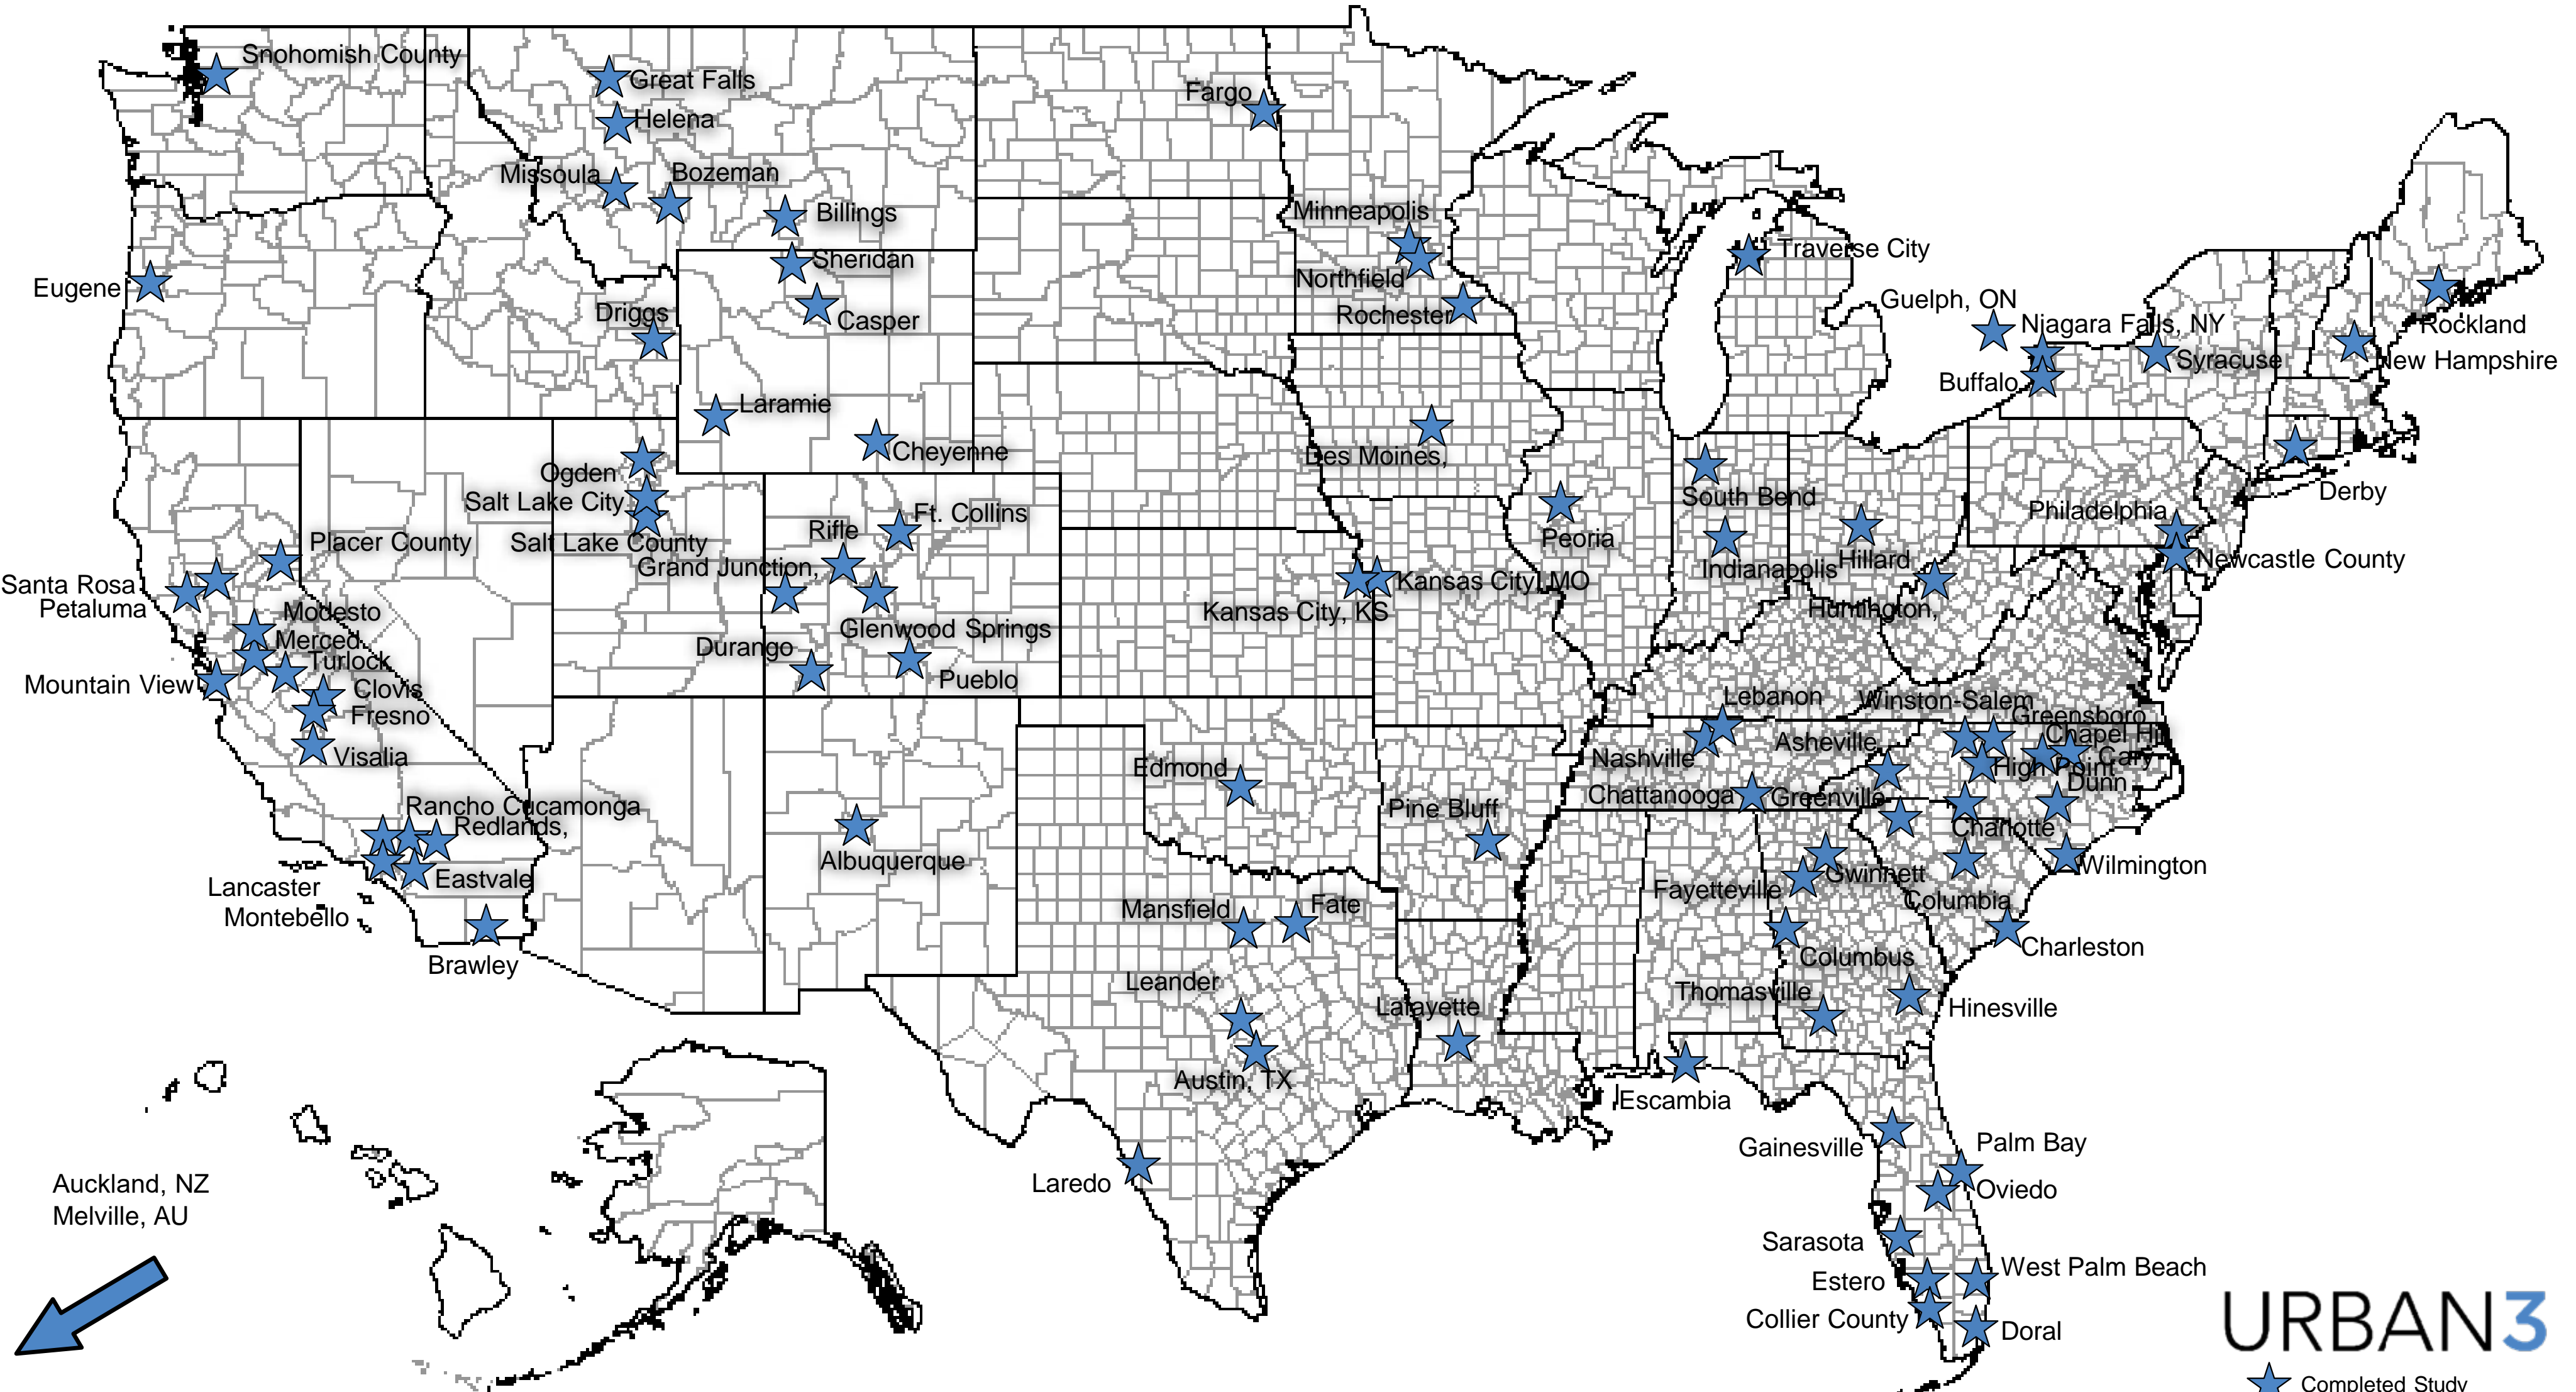 Snohomish County
Great Falls
Helena
Missoula
Bozeman
Billings
Fargo
Minneapolis
Northfield
Rochester
Traverse City
Guelph, ON
Niagara Falls, NY
Buffalo
Syracuse
Rockland
New Hampshire
Eugene
Sheridan
Casper
Driggs
Laramie
Cheyenne
Des Moines,
Derby
Ogden
Salt Lake City
Salt Lake County
Rifle
Ft. Collins
Grand Junction,
Glenwood Springs
Durango
Pueblo
Peoria
South Bend
Indianapolis
Hillard
Huntington,
Philadelphia
Newcastle County
Placer County
Santa Rosa
Petaluma
Modesto
Merced
Turlock
Mountain View
Clovis
Fresno
Visalia
Kansas City, MO
Kansas City, KS
Lebanon
Nashville
Chattanooga
Winston-Salem
Greensboro
Chapel Hill
Cary
High Point
Dunn
Asheville
Greenville
Charlotte
Wilmington
Rancho Cucamonga
Redlands,
Eastvale
Lancaster
Montebello
Brawley
Albuquerque
Edmond
Pine Bluff
Mansfield
Fate
Leander
Austin, TX
Laredo
Lafayette
Fayetteville
Gwinnett
Columbia
Charleston
Columbus
Thomasville
Hinesville
Escambia
Gainesville
Palm Bay
Oviedo
Sarasota
Estero
West Palm Beach
Collier County
Doral
Auckland, NZ
Melville, AU
URBAN3
Completed Study